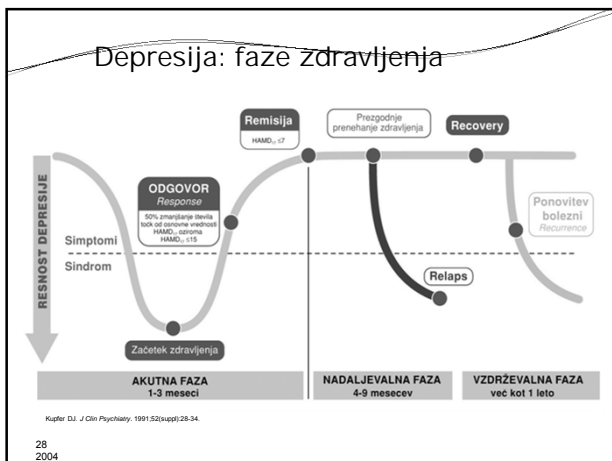 Depresija: faze zdravljenja
Remisija
HAMD₁₇ ≤7
Prezgodnje
prenehanje zdravljenja
Recovery
ODGOVOR
Response
50% zmanjšanje števila
točk od osnovne vrednosti
HAMD₁₇ oziroma
HAMD₁₇ ≤15
Ponovitev
bolezni
Recurrence
RESNOST DEPRESIJE
Simptomi
Sindrom
Relaps
Začetek zdravljenja
AKUTNA FAZA
1-3 meseci
NADALJEVALNA FAZA
4-9 mesecev
VZDRŽEVALNA FAZA
več kot 1 leto
Kupfer DJ. J Clin Psychiatry. 1991;52(suppl):28-34.
28
2004